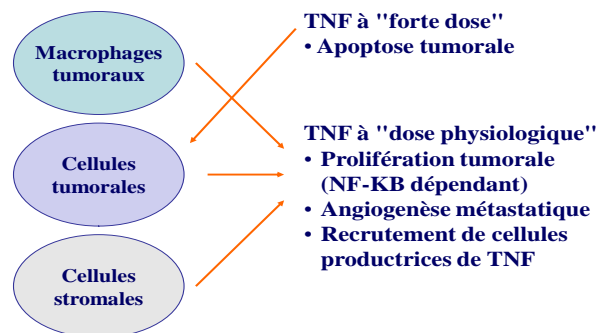 Macrophages
tumoraux
Cellules
tumorales
Cellules
stromales
TNF à "forte dose"
• Apoptose tumorale
TNF à "dose physiologique"
• Prolifération tumorale
(NF-KB dépendant)
• Angiogenèse métastatique
• Recrutement de cellules
productrices de TNF